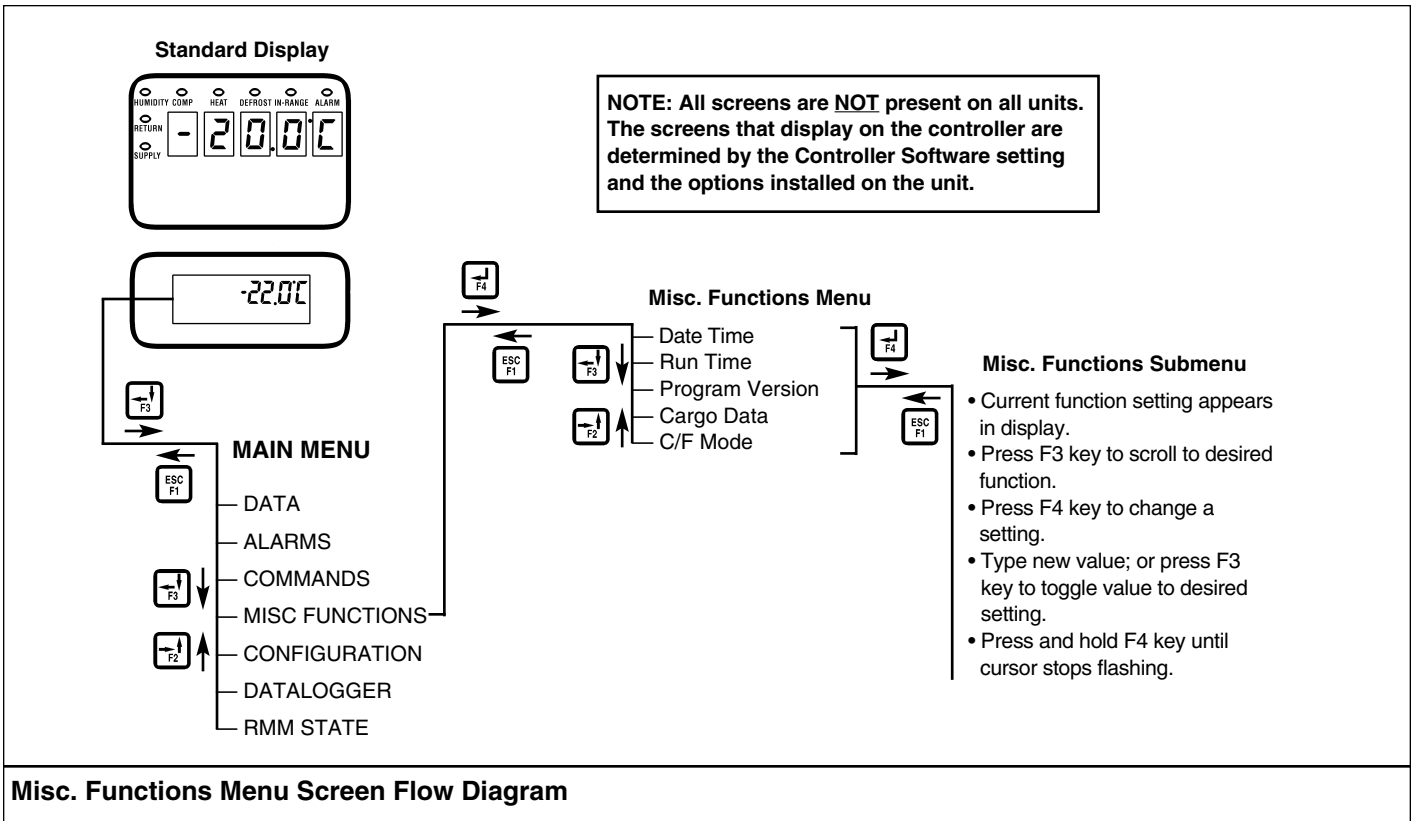 Standard Display
HUMIDITY COMP HEAT DEFROST IN-RANGE ALARM
RETURN
SUPPLY
-20.0°C
NOTE: All screens are NOT present on all units.
The screens that display on the controller are
determined by the Controller Software setting
and the options installed on the unit.
-22.0°C
F3
ESC
F1
MAIN MENU
DATA
ALARMS
COMMANDS
MISC FUNCTIONS
CONFIGURATION
DATALOGGER
RMM STATE
F3
F2
F4
ESC
F1
Misc. Functions Menu
Date Time
Run Time
Program Version
Cargo Data
C/F Mode
F3
F2
F4
ESC
F1
Misc. Functions Submenu
• Current function setting appears
in display.
• Press F3 key to scroll to desired
function.
• Press F4 key to change a
setting.
• Type new value; or press F3
key to toggle value to desired
setting.
• Press and hold F4 key until
cursor stops flashing.
Misc. Functions Menu Screen Flow Diagram